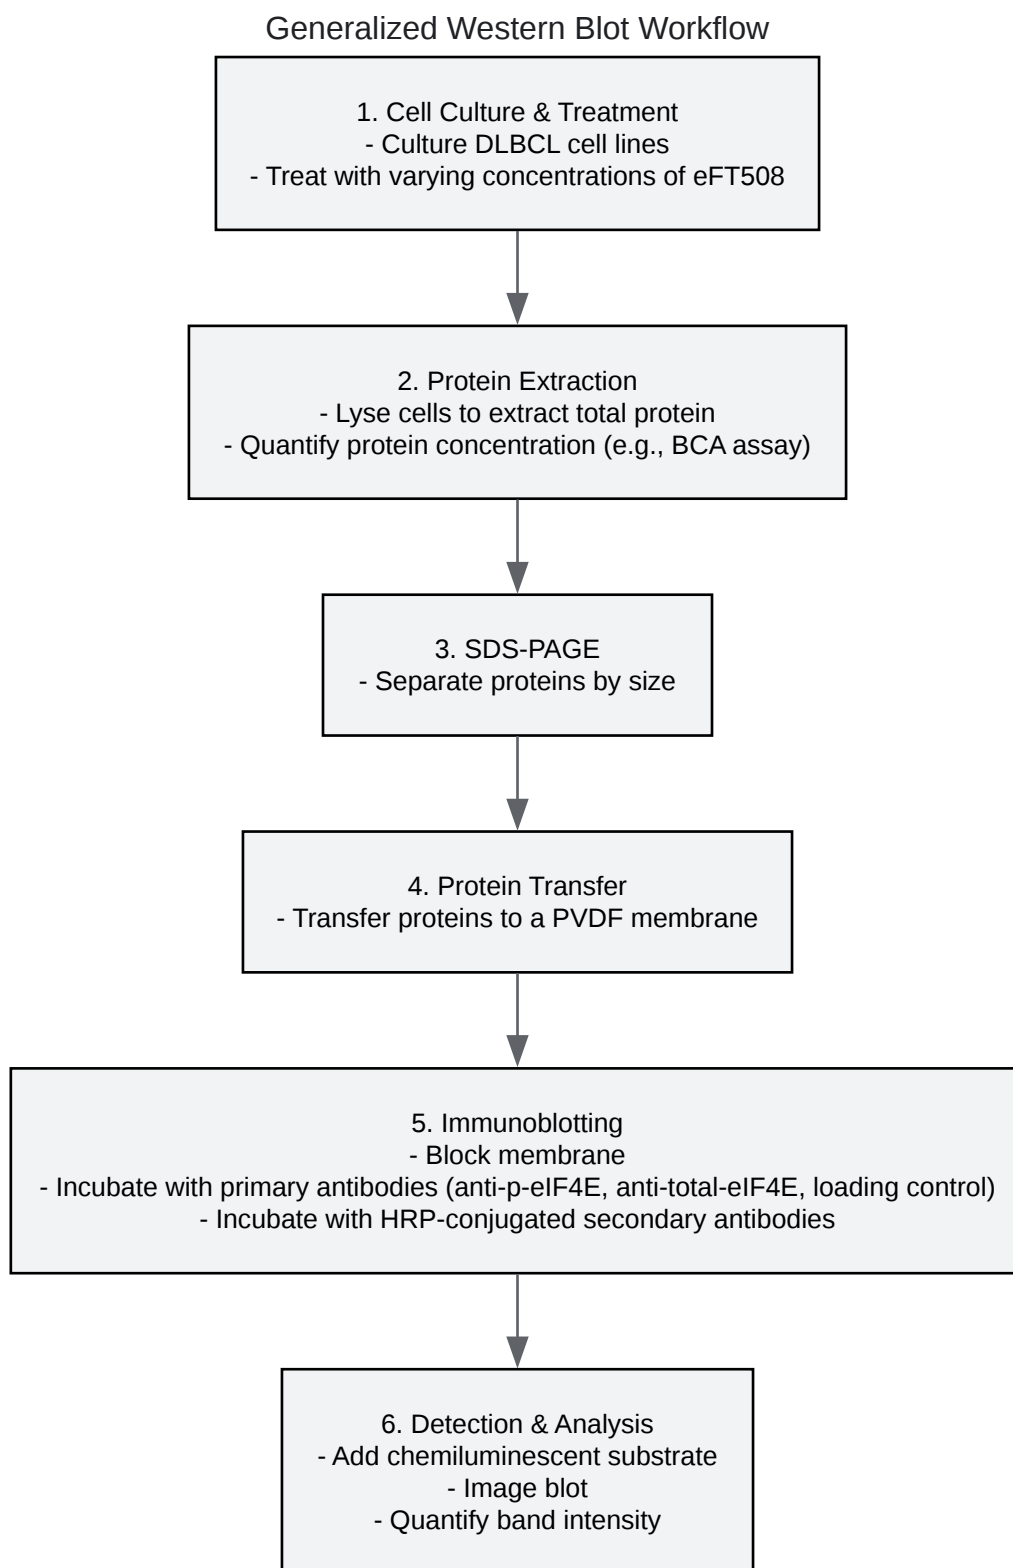 Generalized Western Blot Workflow
1. Cell Culture & Treatment
- Culture DLBCL cell lines
- Treat with varying concentrations of eFT508
2. Protein Extraction
- Lyse cells to extract total protein
- Quantify protein concentration (e.g., BCA assay)
3. SDS-PAGE
- Separate proteins by size
4. Protein Transfer
- Transfer proteins to a PVDF membrane
5. Immunoblotting
- Block membrane
- Incubate with primary antibodies (anti-p-eIF4E, anti-total-eIF4E, loading control)
- Incubate with HRP-conjugated secondary antibodies
6. Detection & Analysis
- Add chemiluminescent substrate
- Image blot
- Quantify band intensity